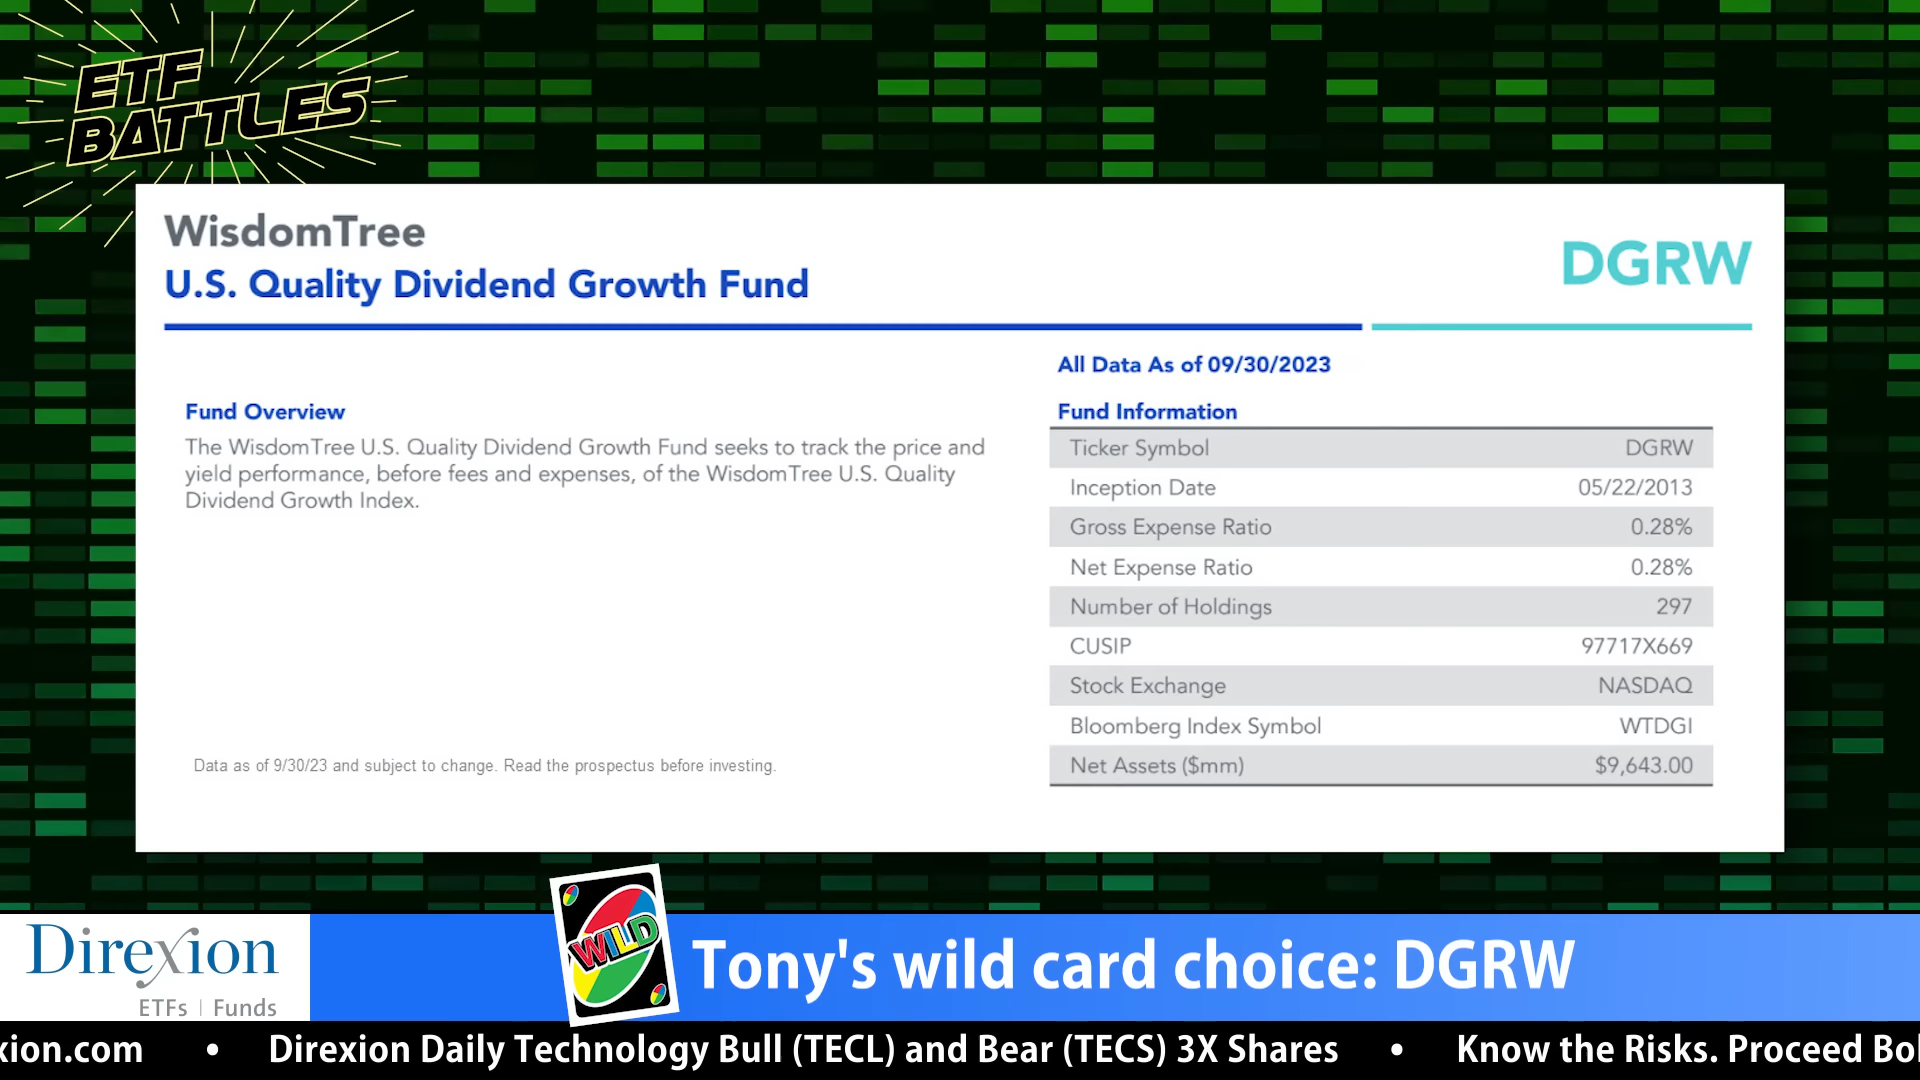 ETF
BATTLES
WisdomTree
U.S. Quality Dividend Growth Fund
DGRW
All Data As of 09/30/2023
Fund Overview
The WisdomTree U.S. Quality Dividend Growth Fund seeks to track the price and
yield performance, before fees and expenses, of the WisdomTree U.S. Quality
Dividend Growth Index.
Data as of 9/30/23 and subject to change. Read the prospectus before investing.
Fund Information
Ticker Symbol DGRW
Inception Date 05/22/2013
Gross Expense Ratio 0.28%
Net Expense Ratio 0.28%
Number of Holdings 297
CUSIP 97717X669
Stock Exchange NASDAQ
Bloomberg Index Symbol WTDGI
Net Assets ($mm) $9,643.00
Direxion
ETFs | Funds
WILD
Tony's wild card choice: DGRW
xion.com • Direxion Daily Technology Bull (TECL) and Bear (TECS) 3X Shares • Know the Risks. Proceed Bol